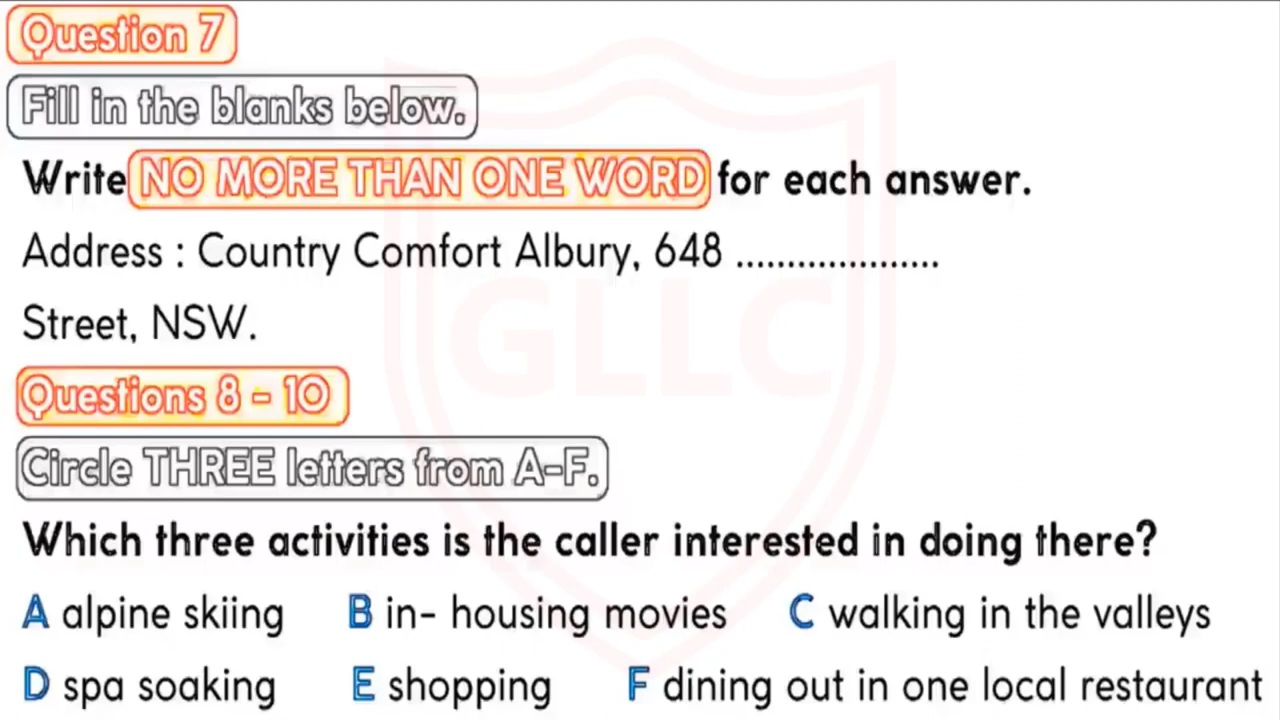 Question 7
Fill in the blanks below.
Write NO MORE THAN ONE WORD for each answer.
Address : Country Comfort Albury, 648 ....................
Street, NSW.
Questions 8 - 10
Circle THREE letters from A-F.
Which three activities is the caller interested in doing there?
A alpine skiing B in- housing movies C walking in the valleys
D spa soaking E shopping F dining out in one local restaurant
GLLC